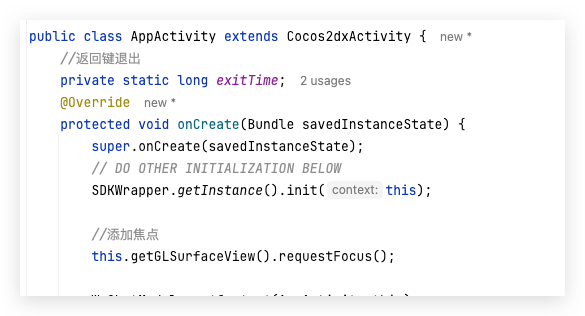 public class AppActivity extends Cocos2dxActivity { new *
//返回键退出
private static long exitTime; 2 usages
@Override new *
protected void onCreate(Bundle savedInstanceState) {
super.onCreate(savedInstanceState);
// DO OTHER INITIALIZATION BELOW
SDKWrapper.getInstance().init( context: this);
//添加焦点
this.getGLSurfaceView().requestFocus();